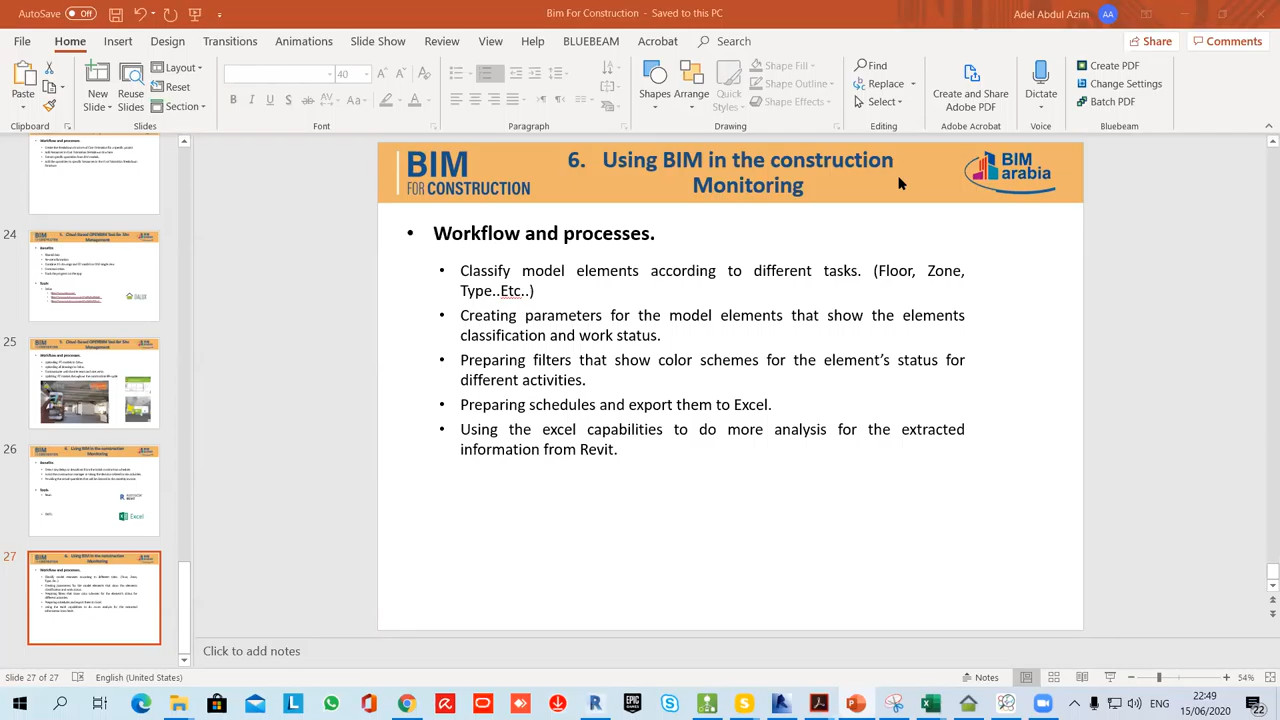 AutoSave Off
Bim For Construction - Saved to this PC
Adel Abdul Azim AA
File Home Insert Design Transitions Animations Slide Show Review View Help BLUEBEAM Acrobat Search
Share Comments
Paste
New
Slide
Reuse
Slides
Layout
Reset
Section
40
Shapes Arrange Quick
Styles
Shape Fill
Shape Outline
Shape Effects
Find
Replace
Select
Create and Share
Adobe PDF
Dictate
Create PDF
Change Settings
Batch PDF
Clipboard Slides Font Paragraph Drawing Editing Adobe Acrobat Voice Bluebeam
24
25
26
27
BIM
FOR CONSTRUCTION
6. Using BIM in the construction
Monitoring
BIM
arabia
• Workflow and processes.
• Classify model elements according to different tasks. (Floor, Zone,
Type..Etc..)
• Creating parameters for the model elements that show the elements
classification and work status.
• Preparing filters that show color schemes for the element's status for
different activities.
• Preparing schedules and export them to Excel.
• Using the excel capabilities to do more analysis for the extracted
information from Revit.
Click to add notes
Slide 27 of 27 English (United States)
Notes
54%
ENG
22:49
15/06/2020
22